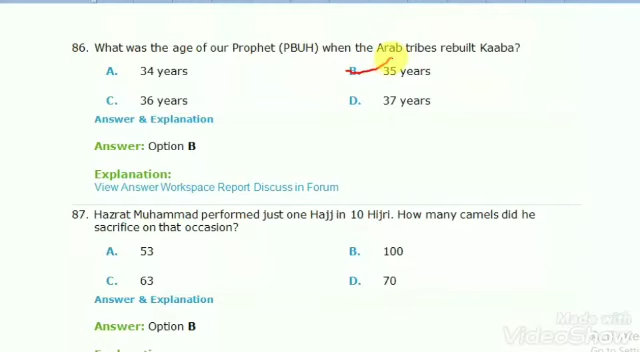 86. What was the age of our Prophet (PBUH) when the Arab tribes rebuilt Kaaba?
A. 34 years B. 35 years
C. 36 years D. 37 years
Answer & Explanation
Answer: Option B
Explanation:
View Answer Workspace Report Discuss in Forum
87. Hazrat Muhammad performed just one Hajj in 10 Hijri. How many camels did he
sacrifice on that occasion?
A. 53 B. 100
C. 63 D. 70
Answer & Explanation
Answer: Option B
Made with
VideoShow
Go to Setti